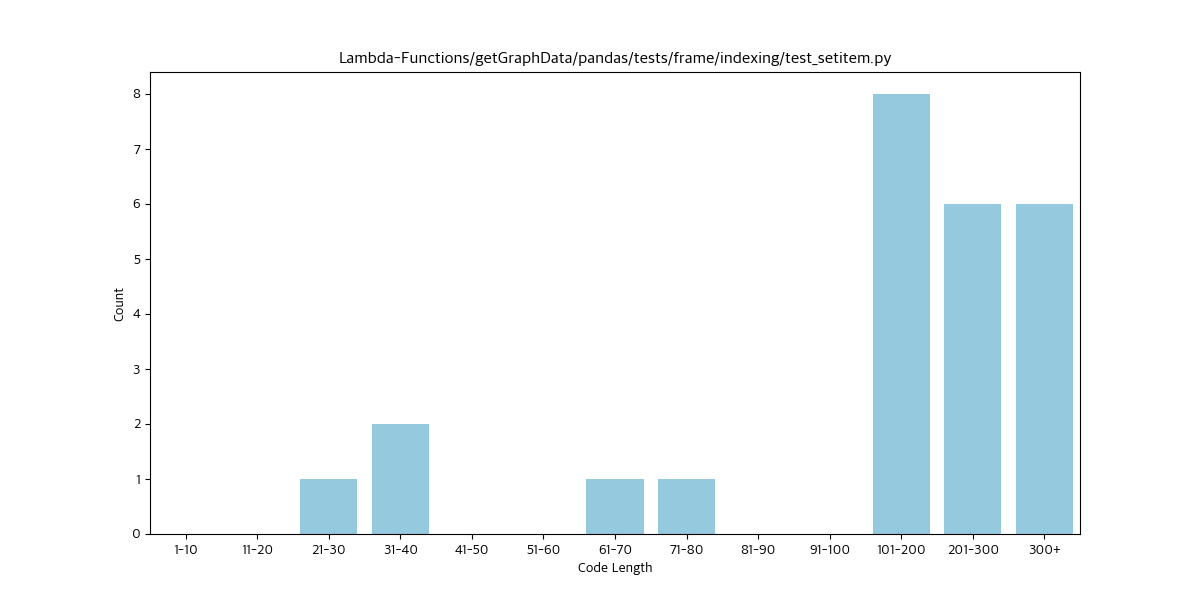 Lambda-Functions/getGraphData/pandas/tests/frame/indexing/test_setitem.py
8
7
6
5
4
3
2
1
0
Count
1-10 11-20 21-30 31-40 41-50 51-60 61-70 71-80 81-90 91-100 101-200 201-300 300+
Code Length